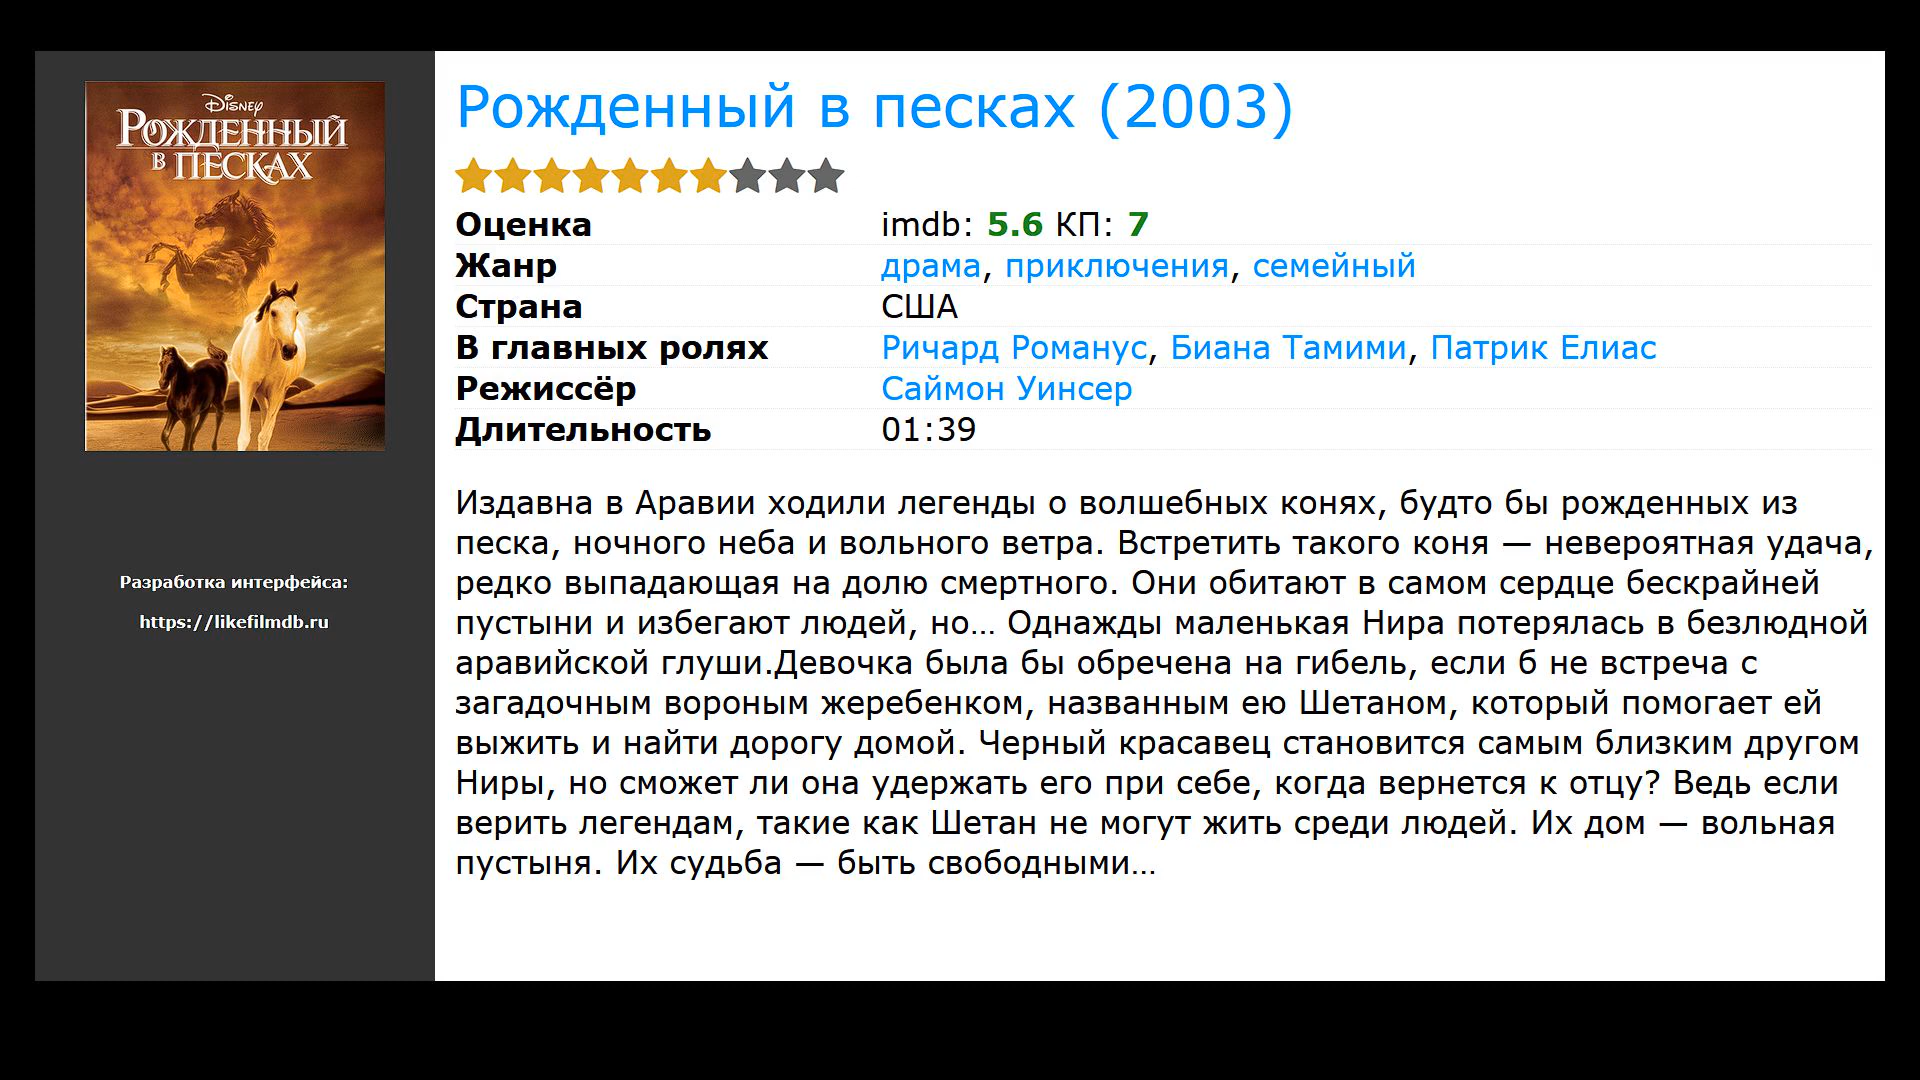 Disney
Рожденный
в песках
Разработка интерфейса:
https://likefilmdb.ru
Рожденный в песках (2003)
Оценка imdb: 5.6 КП: 7
Жанр драма, приключения, семейный
Страна США
В главных ролях Ричард Романус, Биана Тамими, Патрик Елиас
Режиссёр Саймон Уинсер
Длительность 01:39
Издавна в Аравии ходили легенды о волшебных конях, будто бы рожденных из
песка, ночного неба и вольного ветра. Встретить такого коня — невероятная удача,
редко выпадающая на долю смертного. Они обитают в самом сердце бескрайней
пустыни и избегают людей, но… Однажды маленькая Нира потерялась в безлюдной
аравийской глуши.Девочка была бы обречена на гибель, если б не встреча с
загадочным вороным жеребенком, названным ею Шетаном, который помогает ей
выжить и найти дорогу домой. Черный красавец становится самым близким другом
Ниры, но сможет ли она удержать его при себе, когда вернется к отцу? Ведь если
верить легендам, такие как Шетан не могут жить среди людей. Их дом — вольная
пустыня. Их судьба — быть свободными…